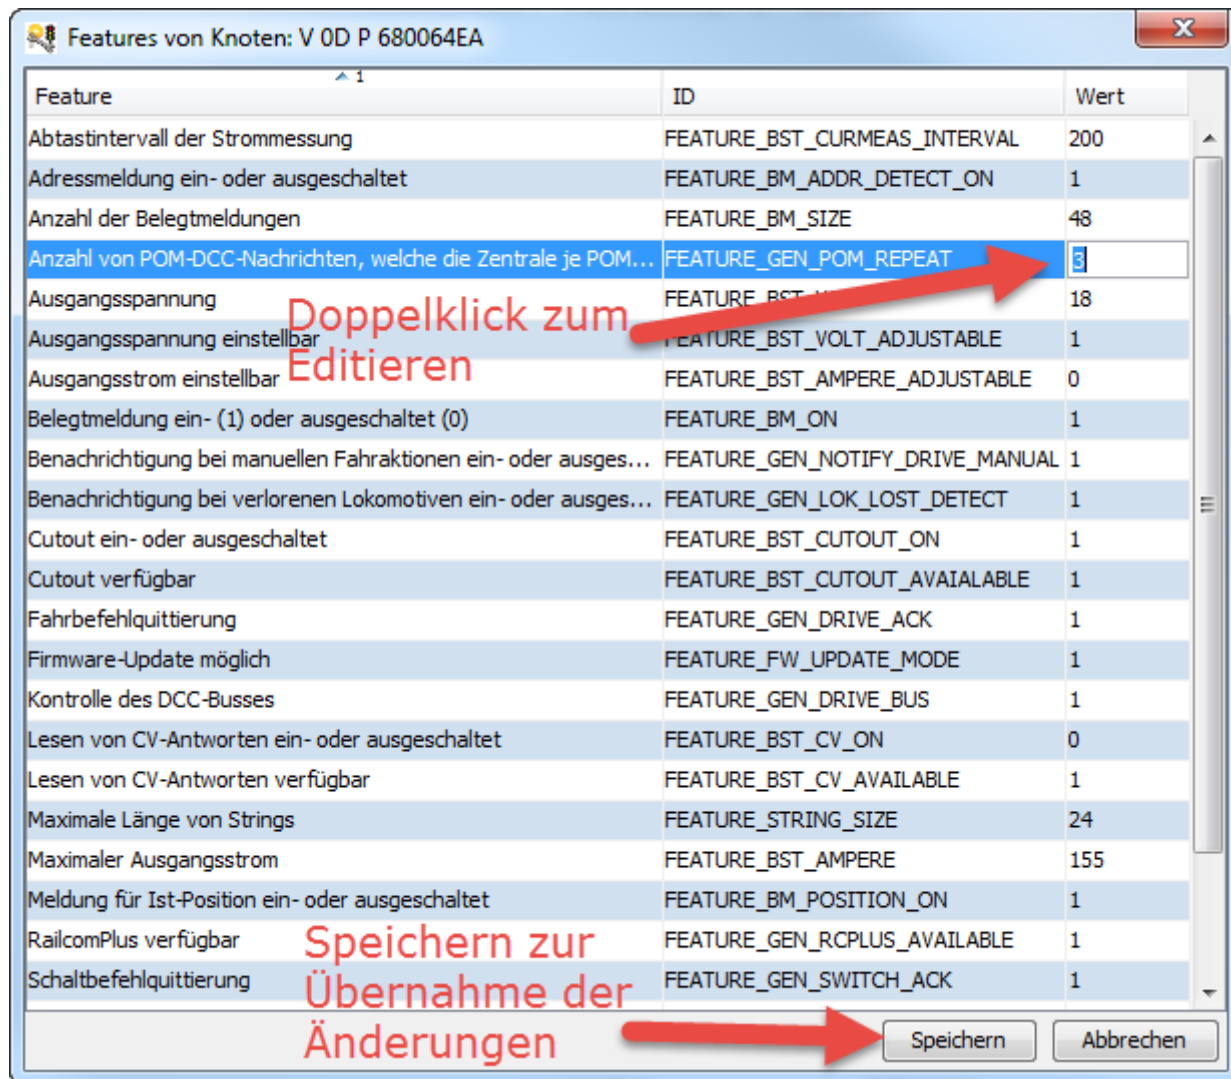 Features von Knoten: V 0D P 680064EA
1
Feature ID Wert
Abtastintervall der Strommessung FEATURE_BST_CURMEAS_INTERVAL 200
Adressmeldung ein- oder ausgeschaltet FEATURE_BM_ADDR_DETECT_ON 1
Anzahl der Belegtmeldungen FEATURE_BM_SIZE 48
Anzahl von POM-DCC-Nachrichten, welche die Zentrale je POM... FEATURE_GEN_POM_REPEAT 3
Ausgangsspannung 18
Doppelklick zum
Ausgangsspannung einstellbar FEATURE_BST_VOLT_ADJUSTABLE 1
Editieren
Ausgangsstrom einstellbar FEATURE_BST_AMPERE_ADJUSTABLE 0
Belegtmeldung ein- (1) oder ausgeschaltet (0) FEATURE_BM_ON 1
Benachrichtigung bei manuellen Fahraktionen ein- oder ausges... FEATURE_GEN_NOTIFY_DRIVE_MANUAL 1
Benachrichtigung bei verlorenen Lokomotiven ein- oder ausges... FEATURE_GEN_LOK_LOST_DETECT 1
Cutout ein- oder ausgeschaltet FEATURE_BST_CUTOUT_ON 1
Cutout verfügbar FEATURE_BST_CUTOUT_AVAIALABLE 1
Fahrbefehlquittierung FEATURE_GEN_DRIVE_ACK 1
Firmware-Update möglich FEATURE_FW_UPDATE_MODE 1
Kontrolle des DCC-Busses FEATURE_GEN_DRIVE_BUS 1
Lesen von CV-Antworten ein- oder ausgeschaltet FEATURE_BST_CV_ON 0
Lesen von CV-Antworten verfügbar FEATURE_BST_CV_AVAILABLE 1
Maximale Länge von Strings FEATURE_STRING_SIZE 24
Maximaler Ausgangsstrom FEATURE_BST_AMPERE 155
Meldung für Ist-Position ein- oder ausgeschaltet FEATURE_BM_POSITION_ON 1
RailcomPlus verfügbar FEATURE_GEN_RCPLUS_AVAILABLE 1
Speichern zur
Schaltbefehlquittierung FEATURE_GEN_SWITCH_ACK 1
Übernahme der
Änderungen
Speichern Abbrechen